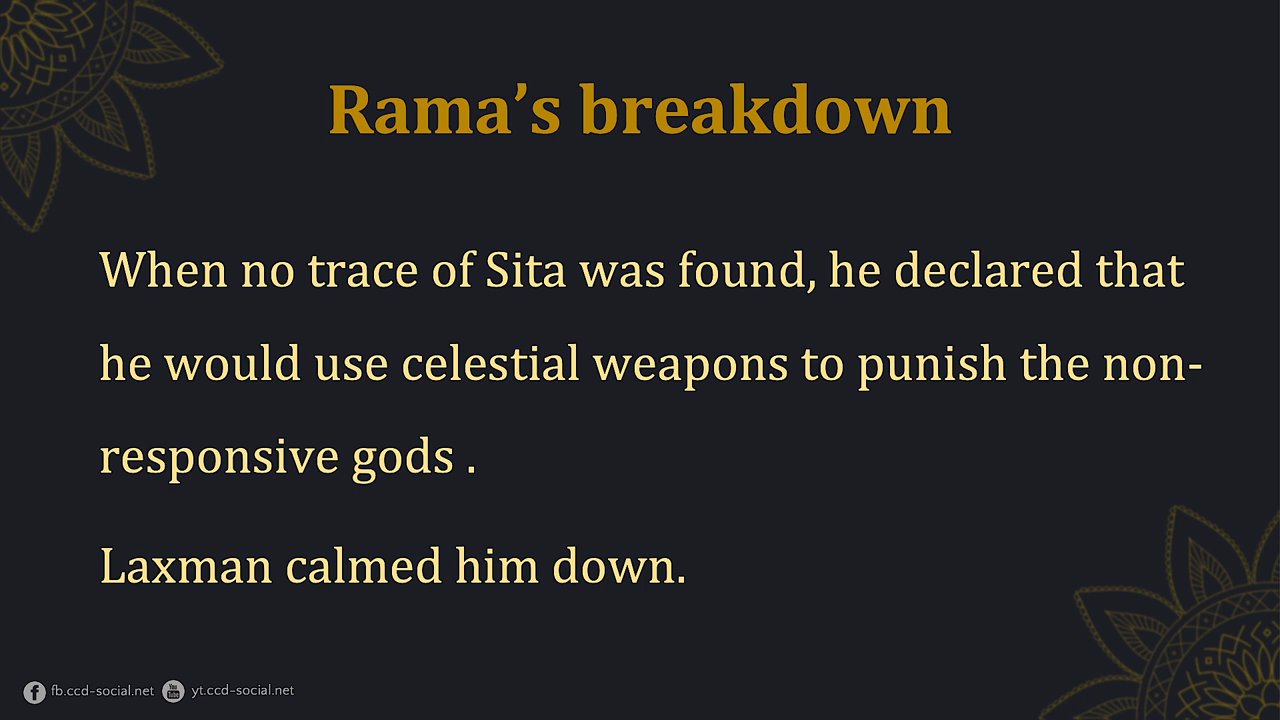 Rama’s breakdown
When no trace of Sita was found, he declared that
he would use celestial weapons to punish the non-
responsive gods .
Laxman calmed him down.
fb.ccd-social.net yt.ccd-social.net